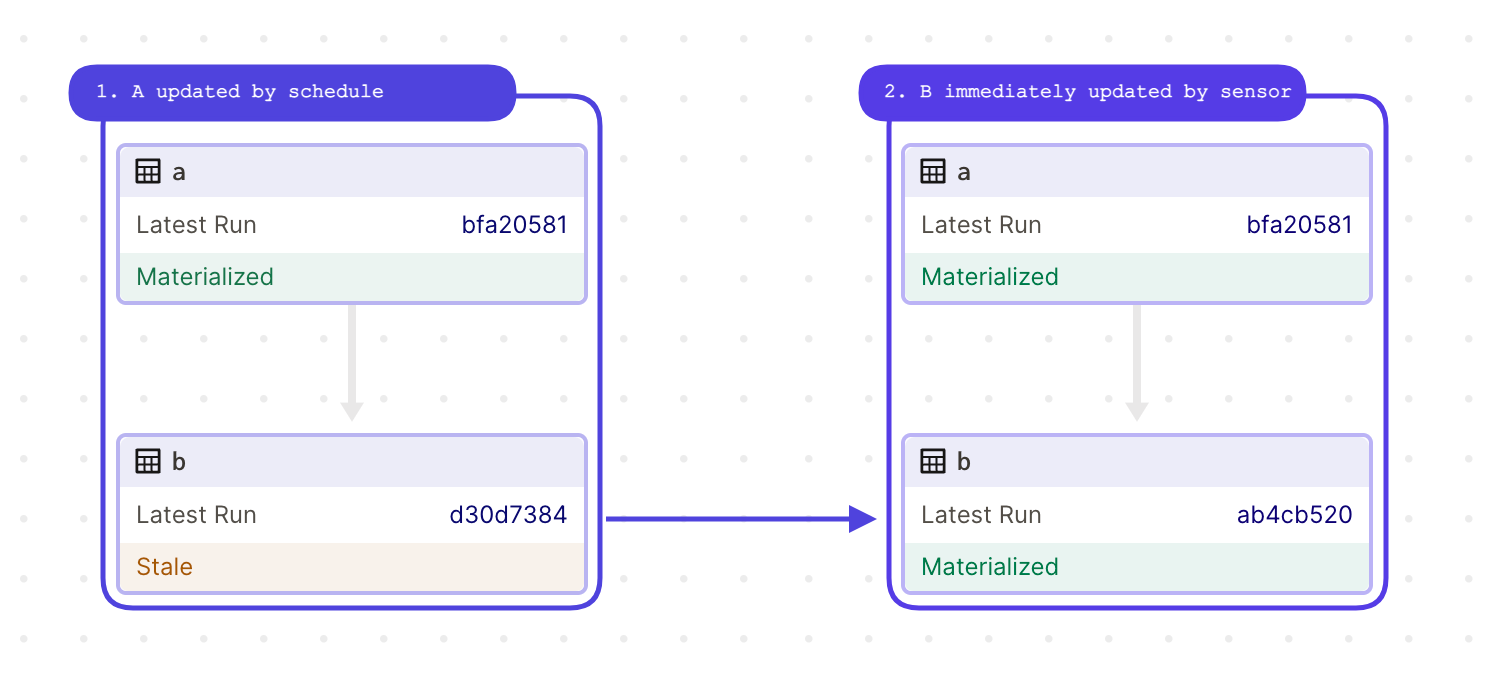 1. A updated by schedule
a
Latest Run bfa20581
Materialized
b
Latest Run d30d7384
Stale
2. B immediately updated by sensor
a
Latest Run bfa20581
Materialized
b
Latest Run ab4cb520
Materialized